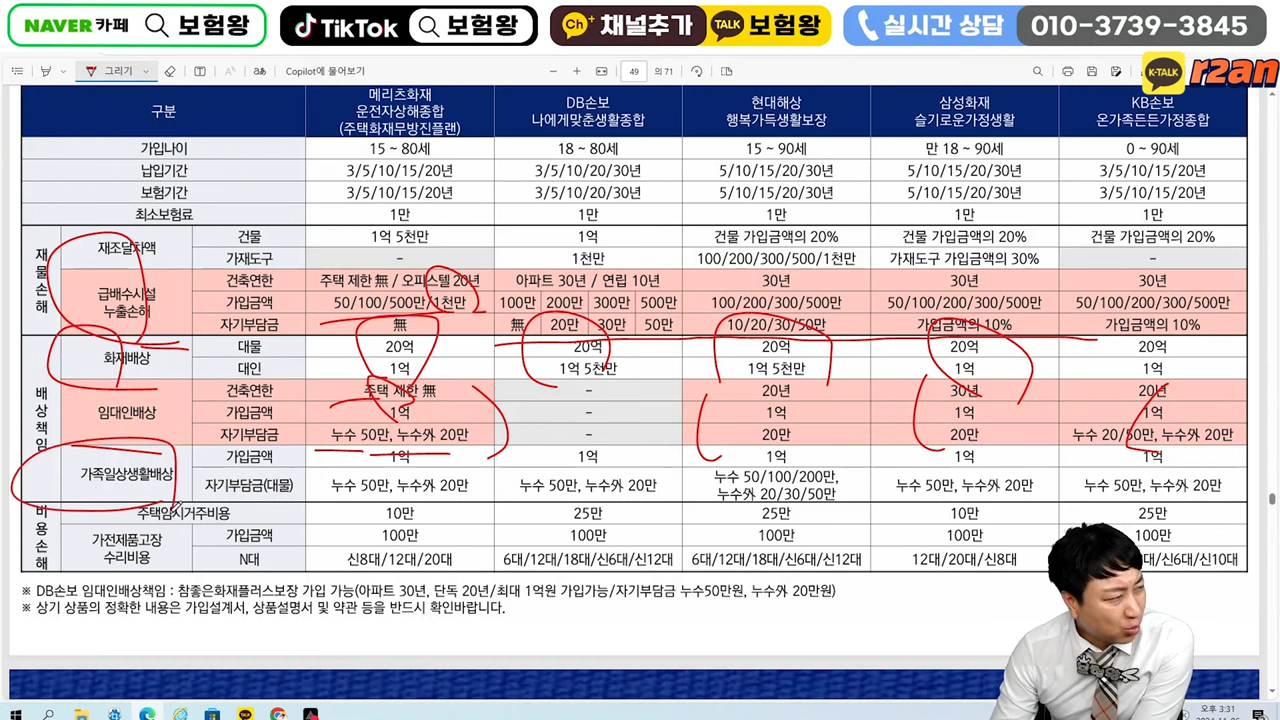 NAVER 카페 보험왕 TikTok 보험왕 Ch+ 채널추가 TALK 보험왕 실시간 상담 010-3739-3845
그리기 가あ Copilot에 물어보기 49 의 71 K-TALK r2an
구분 메리츠화재 운전자상해종합 (주택화재무방진플랜) DB손보 나에게맞춘생활종합 현대해상 행복가득생활보장 삼성화재 슬기로운가정생활 KB손보 온가족든든가정종합
가입나이 15 ~ 80세 18 ~ 80세 15 ~ 90세 만 18 ~ 90세 0 ~ 90세
납입기간 3/5/10/15/20년 3/5/10/20/30년 5/10/15/20/30년 5/10/15/20/30년 3/5/10/15/20년
보험기간 3/5/10/15/20년 3/5/10/20/30년 5/10/15/20/30년 5/10/15/20/30년 3/5/10/15/20년
최소보험료 1만 1만 1만 1만 1만
재물손해 재조달차액 건물 1억 5천만 1억 건물 가입금액의 20% 건물 가입금액의 20% 건물 가입금액의 20%
가재도구 – 1천만 100/200/300/500/1천만 가재도구 가입금액의 30% –
급배수시설 누출손해 건축연한 주택 제한 無 / 오피스텔 20년 아파트 30년 / 연립 10년 30년 30년 30년
가입금액 50/100/500만/1천만 100만 200만 300만 500만 100/200/300/500만 50/100/200/300/500만 50/100/200/300/500만
자기부담금 無 無 20만 30만 50만 10/20/30/50만 가입금액의 10% 가입금액의 10%
배상책임 화재배상 대물 20억 20억 20억 20억 20억
대인 1억 1억 5천만 1억 5천만 1억 1억
임대인배상 건축연한 주택 제한 無 – 20년 30년 20년
가입금액 1억 – 1억 1억 1억
자기부담금 누수 50만, 누수外 20만 – 20만 20만 누수 20/50만, 누수外 20만
가족일상생활배상 가입금액 1억 1억 1억 1억 1억
자기부담금(대물) 누수 50만, 누수外 20만 누수 50만, 누수外 20만 누수 50/100/200만, 누수外 20/30/50만 누수 50만, 누수外 20만 누수 50만, 누수外 20만
비용손해 주택임시거주비용 10만 25만 25만 10만 25만
가전제품고장 수리비용 가입금액 100만 100만 100만 100만 100만
N대 신8대/12대/20대 6대/12대/18대/신6대/신12대 6대/12대/18대/신6대/신12대 12대/20대/신8대 대/신6대/신10대
※ DB손보 임대인배상책임 : 참좋은화재플러스보장 가입 가능(아파트 30년, 단독 20년/최대 1억원 가입가능/자기부담금 누수50만원, 누수外 20만원)
※ 상기 상품의 정확한 내용은 가입설계서, 상품설명서 및 약관 등을 반드시 확인바랍니다.
오후 3:31